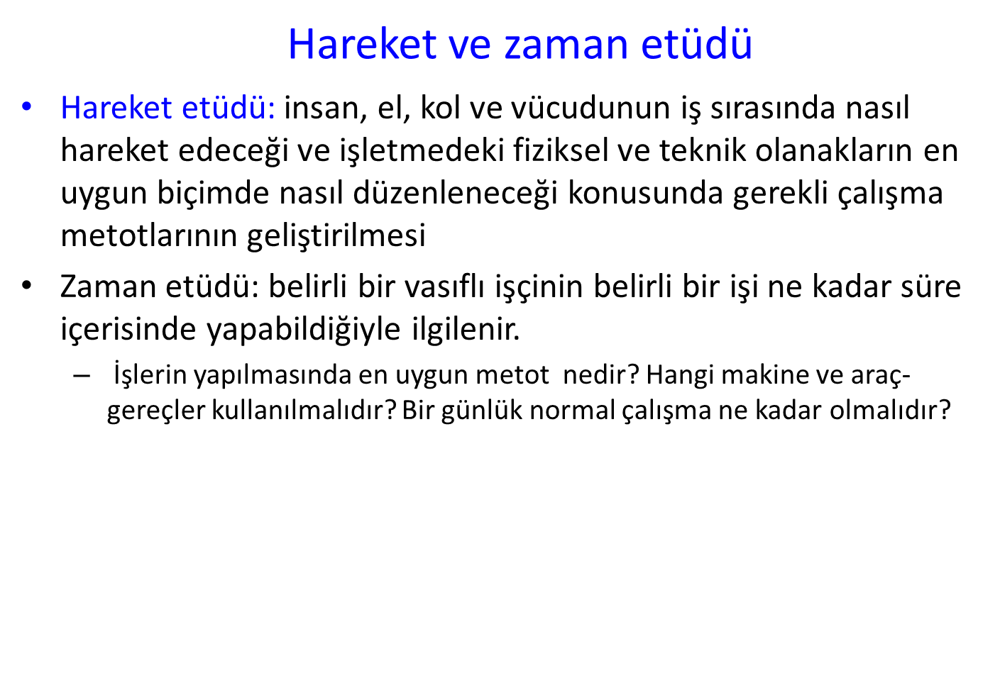 Hareket ve zaman etüdü
• Hareket etüdü: insan, el, kol ve vücudunun iş sırasında nasıl
hareket edeceği ve işletmedeki fiziksel ve teknik olanakların en
uygun biçimde nasıl düzenleneceği konusunda gerekli çalışma
metotlarının geliştirilmesi
• Zaman etüdü: belirli bir vasıflı işçinin belirli bir işi ne kadar süre
içerisinde yapabildiğiyle ilgilenir.
– İşlerin yapılmasında en uygun metot  nedir? Hangi makine ve araç-
gereçler kullanılmalıdır? Bir günlük normal çalışma ne kadar olmalıdır?